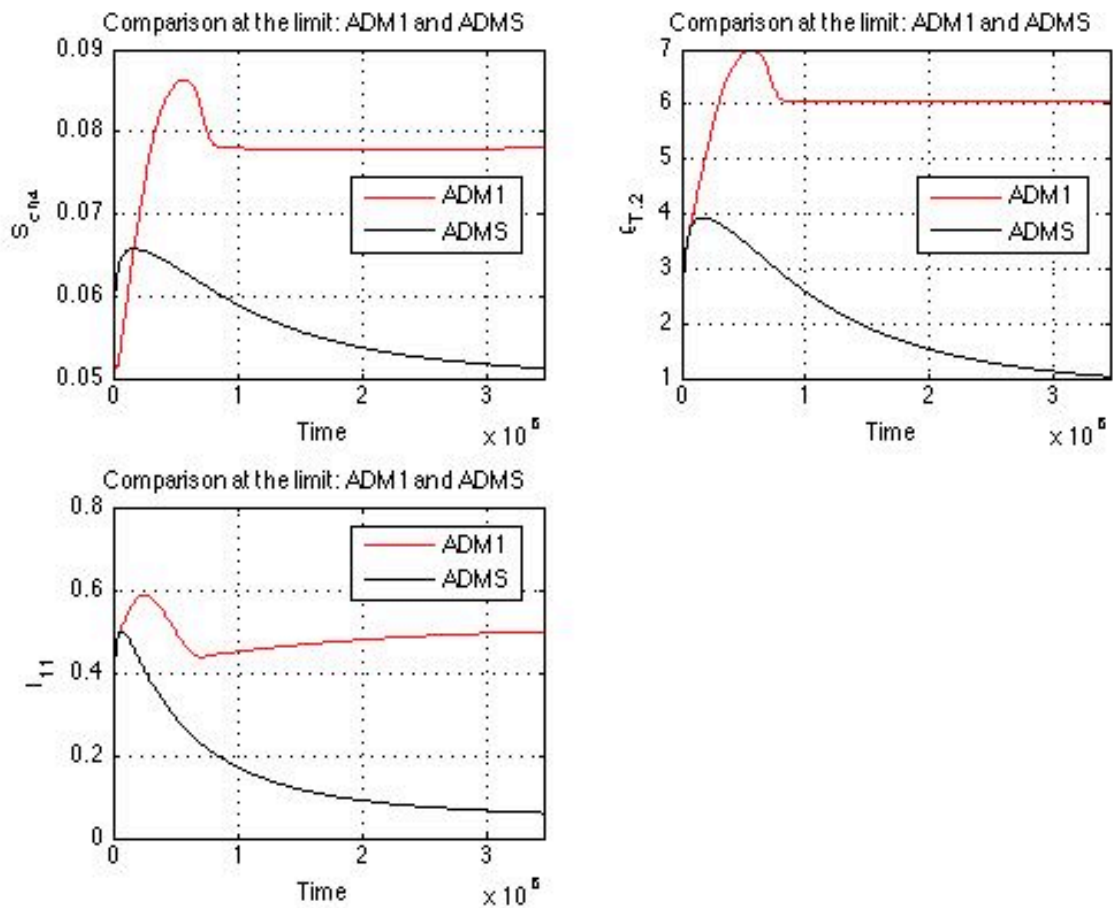 Comparison at the limit: ADM1 and ADMS
0.09
0.08
0.07
0.06
0.05
S_ch4
ADM1
ADMS
0 1 2 3
Time
x 10^6
Comparison at the limit: ADM1 and ADMS
7
6
5
4
3
2
1
ADM1
ADMS
0 1 2 3
Time
x 10^6
Comparison at the limit: ADM1 and ADMS
0.8
0.6
0.4
0.2
0
I_11
ADM1
ADMS
0 1 2 3
Time
x 10^6